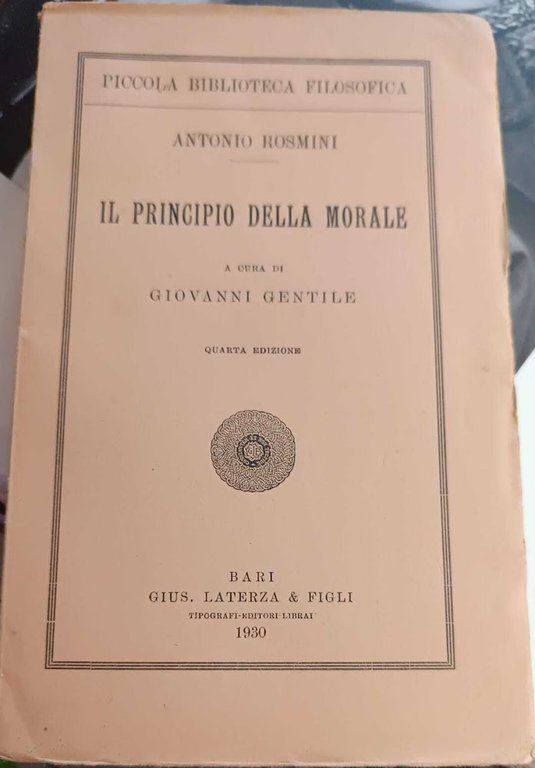 PICCOLA BIBLIOTECA FILOSOFICA
ANTONIO ROSMINI
IL PRINCIPIO DELLA MORALE
A CURA DI
GIOVANNI GENTILE
QUARTA EDIZIONE
BARI
GIUS. LATERZA & FIGLI
TIPOGRAFI-EDITORI-LIBRAI
1930